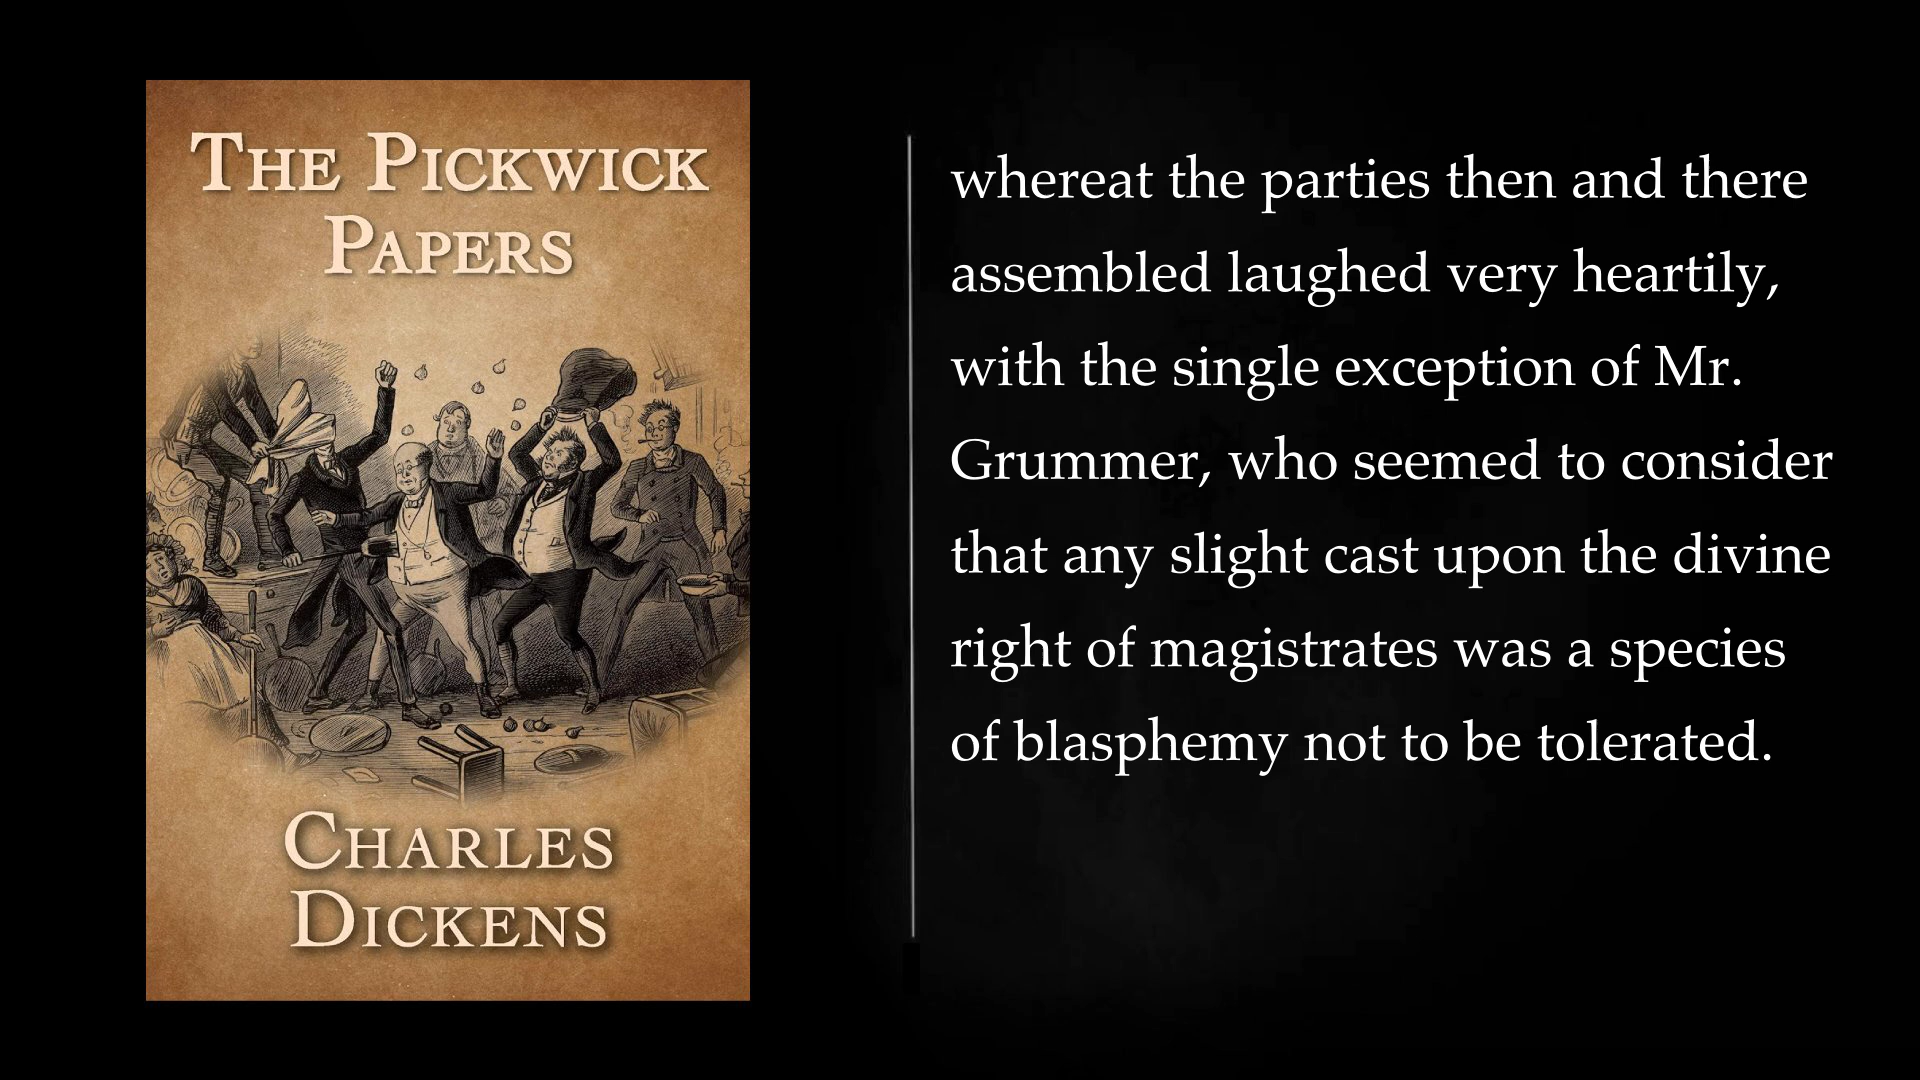 The Pickwick
Papers
Charles
Dickens
whereat the parties then and there
assembled laughed very heartily,
with the single exception of Mr.
Grummer, who seemed to consider
that any slight cast upon the divine
right of magistrates was a species
of blasphemy not to be tolerated.